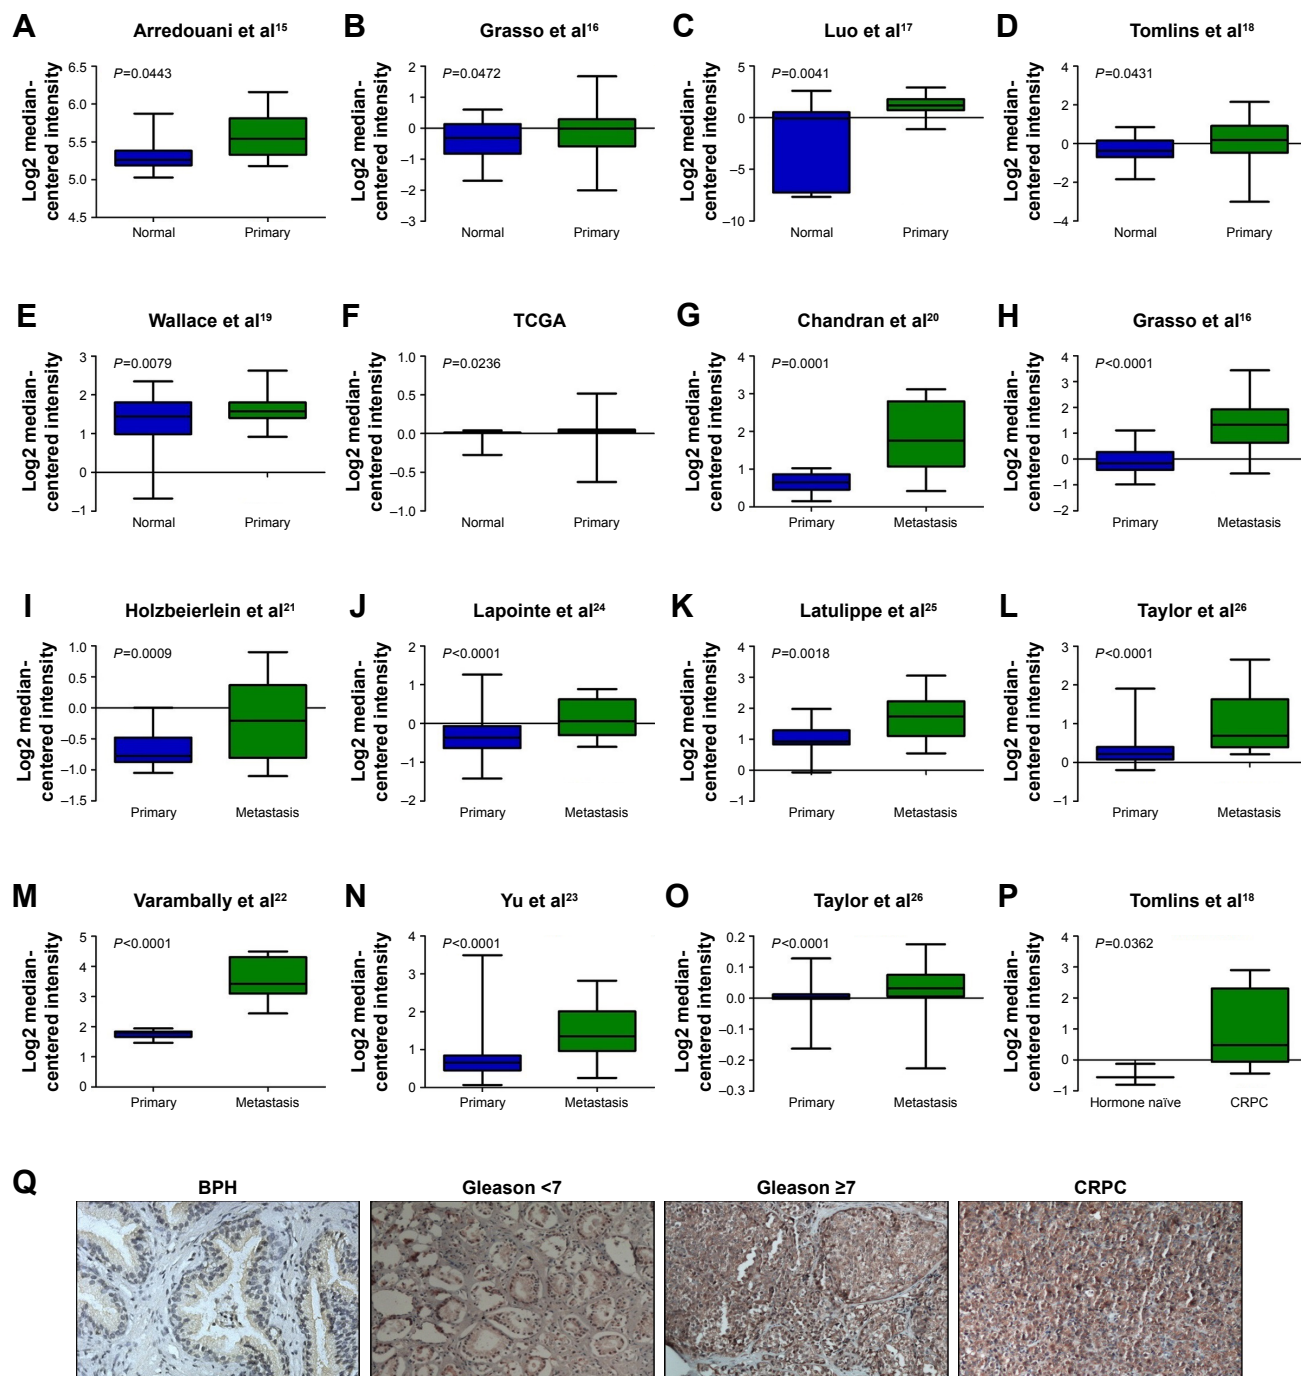 A Arredouani et al15
B Grasso et al16
C Luo et al17
D Tomlins et al18
Log2 median-
centered intensity
6.5
6.0
5.5
5.0
4.5
P=0.0443
Normal Primary
Log2 median-
centered intensity
2
1
0
–1
–2
–3
P=0.0472
Normal Primary
Log2 median-
centered intensity
5
0
–5
–10
P=0.0041
Normal Primary
Log2 median-
centered intensity
4
2
0
–2
–4
P=0.0431
Normal Primary
E Wallace et al19
F TCGA
G Chandran et al20
H Grasso et al16
Log2 median-
centered intensity
3
2
1
0
–1
P=0.0079
Normal Primary
Log2 median-
centered intensity
1.0
0.5
0.0
–0.5
–1.0
P=0.0236
Normal Primary
Log2 median-
centered intensity
4
3
2
1
0
P=0.0001
Primary Metastasis
Log2 median-
centered intensity
4
3
2
1
0
–1
–2
P<0.0001
Primary Metastasis
I Holzbeierlein et al21
J Lapointe et al24
K Latulippe et al25
L Taylor et al26
Log2 median-
centered intensity
1.0
0.5
0.0
–0.5
–1.0
–1.5
P=0.0009
Primary Metastasis
Log2 median-
centered intensity
2
1
0
–1
–2
P<0.0001
Primary Metastasis
Log2 median-
centered intensity
4
3
2
1
0
–1
P=0.0018
Primary Metastasis
Log2 median-
centered intensity
3
2
1
0
–1
P<0.0001
Primary Metastasis
M Varambally et al22
N Yu et al23
O Taylor et al26
P Tomlins et al18
Log2 median-
centered intensity
5
4
3
2
1
0
P<0.0001
Primary Metastasis
Log2 median-
centered intensity
4
3
2
1
0
P<0.0001
Primary Metastasis
Log2 median-
centered intensity
0.2
0.1
0.0
–0.1
–0.2
–0.3
P<0.0001
Primary Metastasis
Log2 median-
centered intensity
4
3
2
1
0
–1
P=0.0362
Hormone naïve CRPC
Q BPH Gleason <7 Gleason ≥7 CRPC